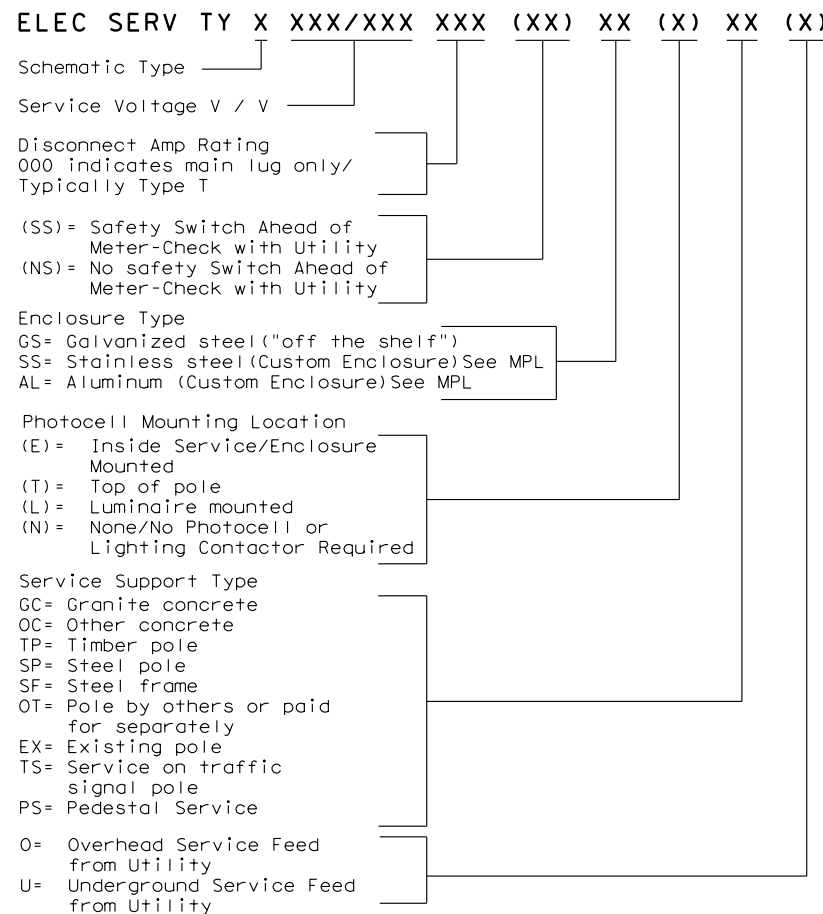 ELEC SERV TY X XXX/XXX XXX (XX) XX (X) XX (X)
Schematic Type
Service Voltage V / V
Disconnect Amp Rating
000 indicates main lug only/
Typically Type T
(SS)= Safety Switch Ahead of
Meter-Check with Utility
(NS)= No safety Switch Ahead of
Meter-Check with Utility
Enclosure Type
GS= Galvanized steel("off the shelf")
SS= Stainless steel(Custom Enclosure)See MPL
AL= Aluminum (Custom Enclosure)See MPL
Photocell Mounting Location
(E)= Inside Service/Enclosure
Mounted
(T)= Top of pole
(L)= Luminaire mounted
(N)= None/No Photocell or
Lighting Contactor Required
Service Support Type
GC= Granite concrete
OC= Other concrete
TP= Timber pole
SP= Steel pole
SF= Steel frame
OT= Pole by others or paid
for separately
EX= Existing pole
TS= Service on traffic
signal pole
PS= Pedestal Service
O= Overhead Service Feed
from Utility
U= Underground Service Feed
from Utility